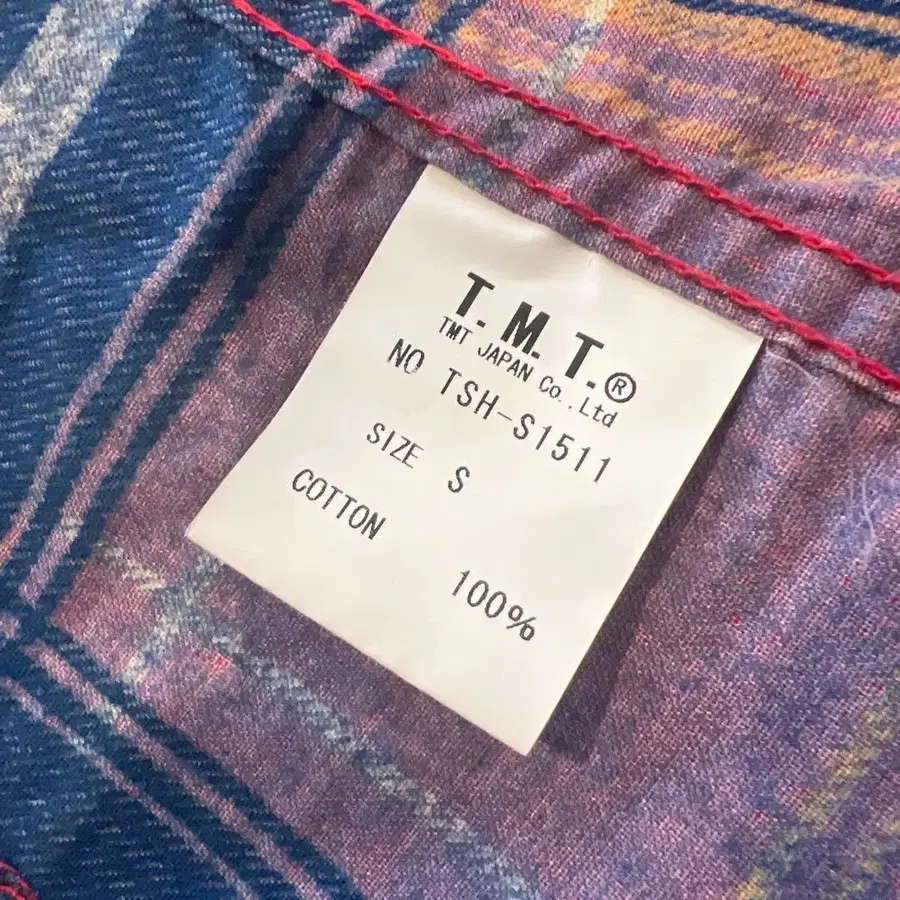 T.M.T.®
TMT JAPAN Co.,Ltd
NO TSH-S1511
SIZE S
COTTON
100%